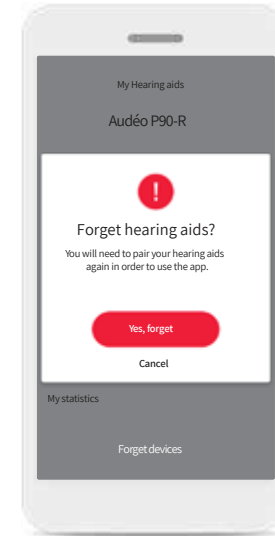 My Hearing aids
Audéo P90-R
!
Forget hearing aids?
You will need to pair your hearing aids
again in order to use the app.
Yes, forget
Cancel
My statistics
Forget devices